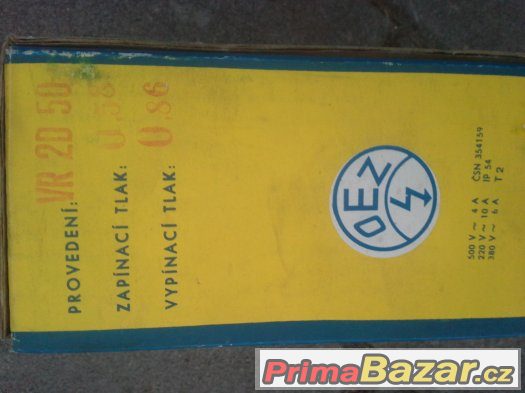 PROVEDENÍ: VR 2D 50
ZAPÍNACÍ TLAK: 0,56
VYPÍNACÍ TLAK: 0,86
OEZ
500 V ~ 4 A ČSN 354159
220 V ~ 10 A IP 54
380 V ~ 6 A T 2
PrimaBazar.cz